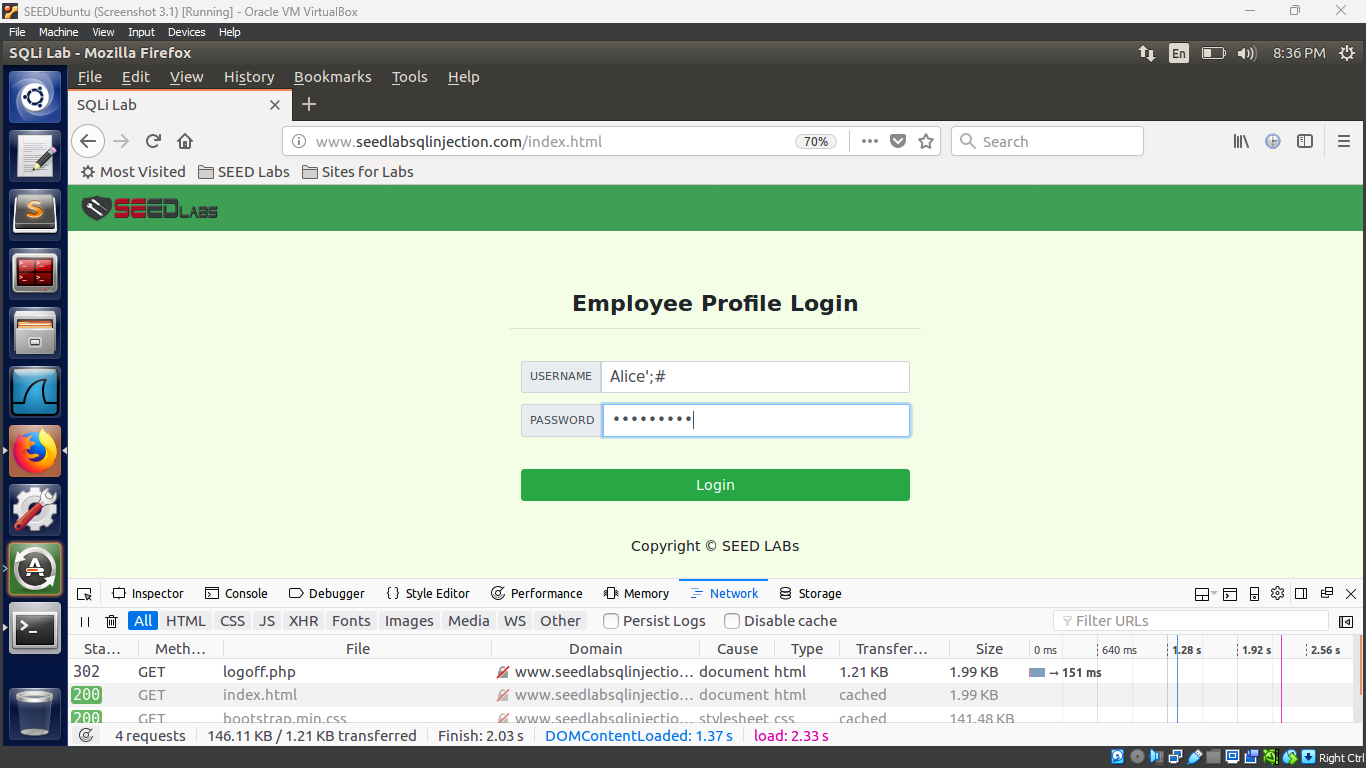 SEEDUbuntu (Screenshot 3.1) [Running] - Oracle VM VirtualBox
File Machine View Input Devices Help
SQLi Lab - Mozilla Firefox En 8:36 PM
File Edit View History Bookmarks Tools Help
SQLi Lab
www.seedlabsqlinjection.com/index.html 70% Search
Most Visited SEED Labs Sites for Labs
SEEDLABS
Employee Profile Login
USERNAME Alice';#
PASSWORD •••••••••
Login
Copyright © SEED LABs
Inspector Console Debugger {} Style Editor Performance Memory Network Storage
All HTML CSS JS XHR Fonts Images Media WS Other Persist Logs Disable cache Filter URLs
Sta... Meth... File Domain Cause Type Transfer... Size 0 ms 640 ms 1.28 s 1.92 s 2.56 s
302 GET logoff.php www.seedlabsqlinjectio... document html 1.21 KB 1.99 KB → 151 ms
200 GET index.html www.seedlabsqlinjectio... document html cached 1.99 KB
200 GET bootstrap.min.css www.seedlabsqlinjectio... stylesheet css cached 141.48 KB
4 requests 146.11 KB / 1.21 KB transferred Finish: 2.03 s DOMContentLoaded: 1.37 s load: 2.33 s
Right Ctrl